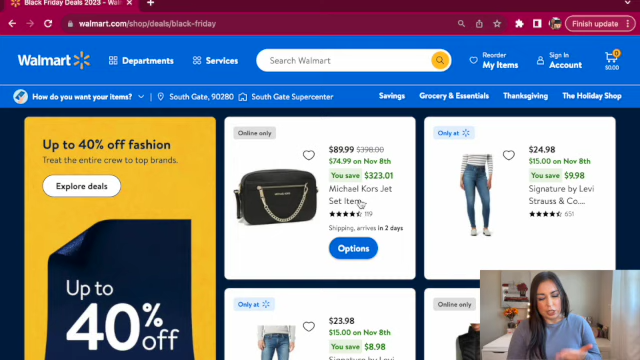 Black Friday Deals 2023 - Waln
walmart.com/shop/deals/black-friday
Finish update
Walmart
Departments
Services
Search Walmart
Reorder
My Items
Sign In
Account
0
$0.00
How do you want your items?
South Gate, 90280
South Gate Supercenter
Savings
Grocery & Essentials
Thanksgiving
The Holiday Shop
Up to 40% off fashion
Treat the entire crew to top brands.
Explore deals
Up to
40% off
Online only
$89.99 $398.00
$74.99 on Nov 8th
You save $323.01
Michael Kors Jet
Set Item
119
Shipping, arrives in 2 days
Options
Only at
$24.98
$15.00 on Nov 8th
You save $9.98
Signature by Levi
Strauss & Co....
651
Only at
$23.98
$15.00 on Nov 8th
You save $8.98
Signature by Levi
Online only